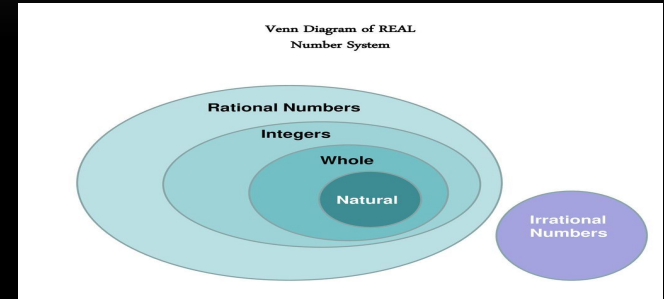 Venn Diagram of REAL
Number System
Rational Numbers
Integers
Whole
Natural
Irrational
Numbers